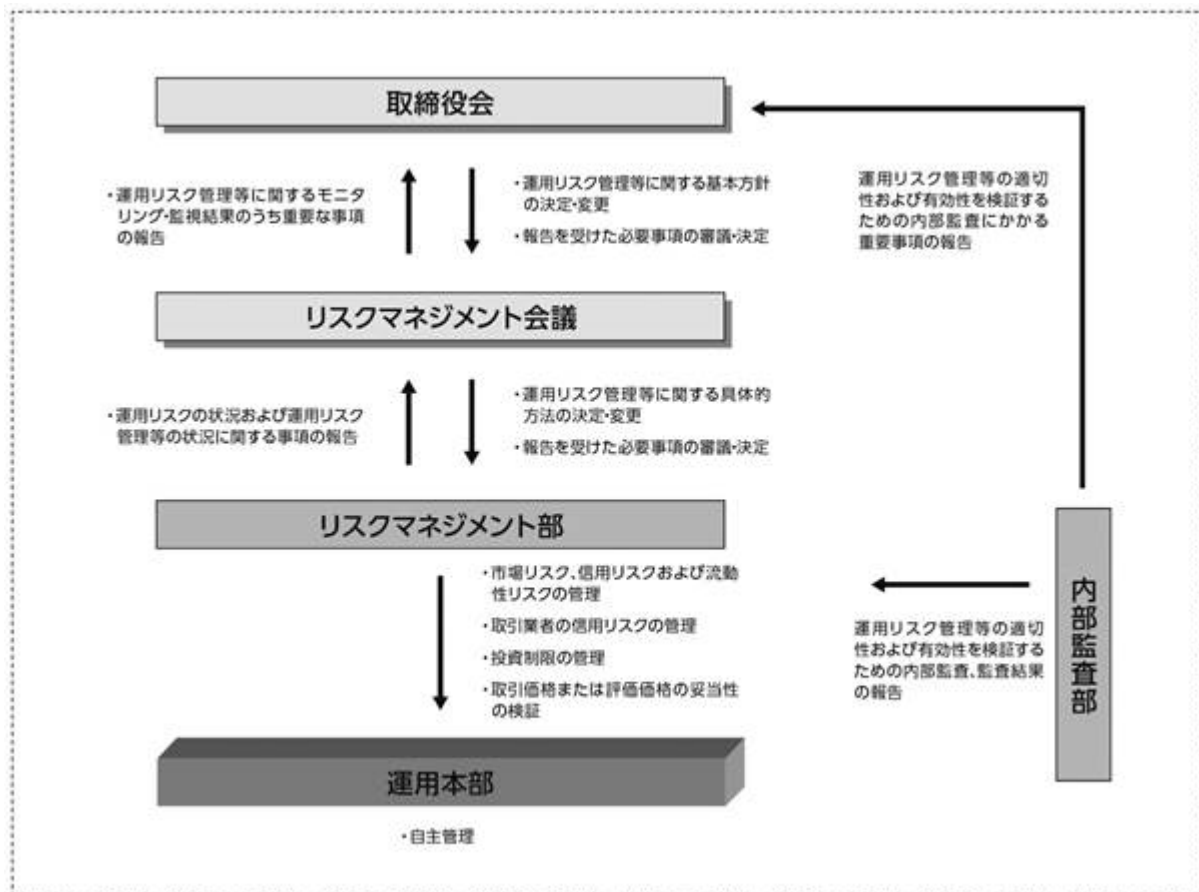 取締役会
・運用リスク管理等に関するモニタ
リング・監視結果のうち重要な事項
の報告
・運用リスク管理等に関する基本方針
の決定・変更
・報告を受けた必要事項の審議・決定
運用リスク管理等の適切
性および有効性を検証する
ための内部監査にかかる
重要事項の報告
リスクマネジメント会議
・運用リスクの状況および運用リスク
管理等の状況に関する事項の報告
・運用リスク管理等に関する具体的
方法の決定・変更
・報告を受けた必要事項の審議・決定
リスクマネジメント部
・市場リスク、信用リスクおよび流動
性リスクの管理
・取引業者の信用リスクの管理
・投資制限の管理
・取引価格または評価価格の妥当性
の検証
運用リスク管理等の適切
性および有効性を検証する
ための内部監査、監査結果
の報告
内部監査部
運用本部
・自主管理